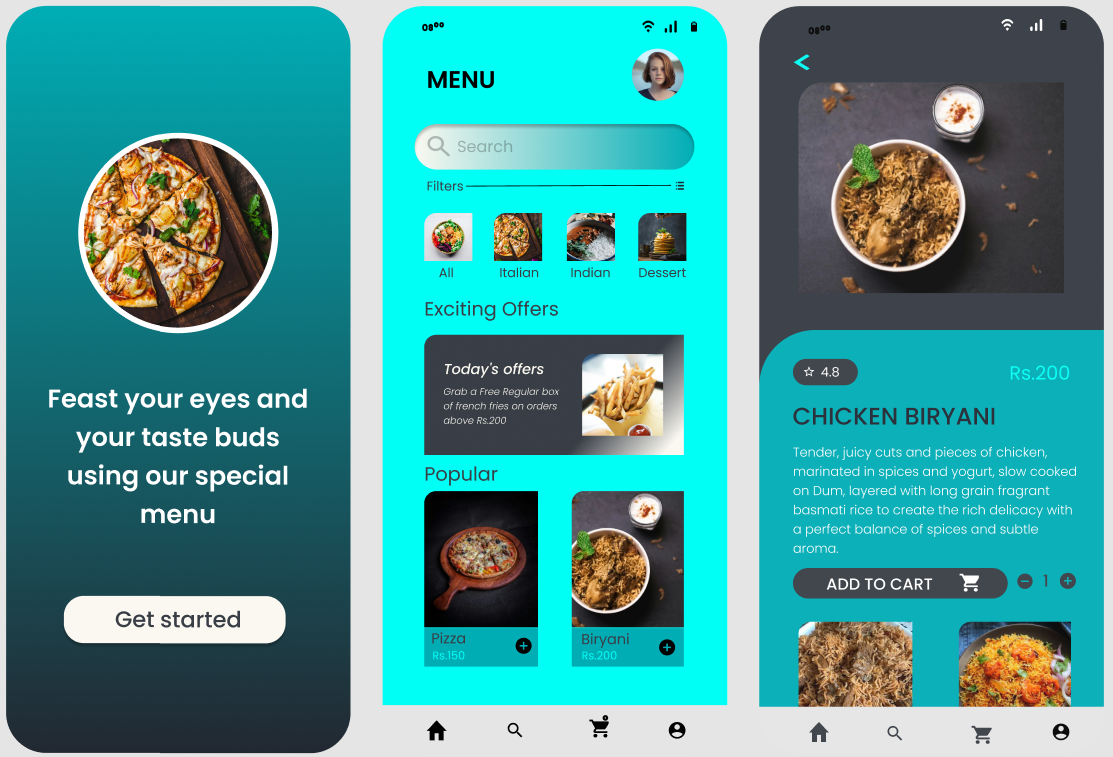 Feast your eyes and
your taste buds
using our special
menu
Get started
08⁰⁰
MENU
Search
Filters
All
Italian
Indian
Dessert
Exciting Offers
Today's offers
Grab a Free Regular box
of french fries on orders
above Rs.200
Popular
Pizza
Rs.150
Biryani
Rs.200
08⁰⁰
4.8
Rs.200
CHICKEN BIRYANI
Tender, juicy cuts and pieces of chicken,
marinated in spices and yogurt, slow cooked
on Dum, layered with long grain fragrant
basmati rice to create the rich delicacy with
a perfect balance of spices and subtle
aroma.
ADD TO CART
1